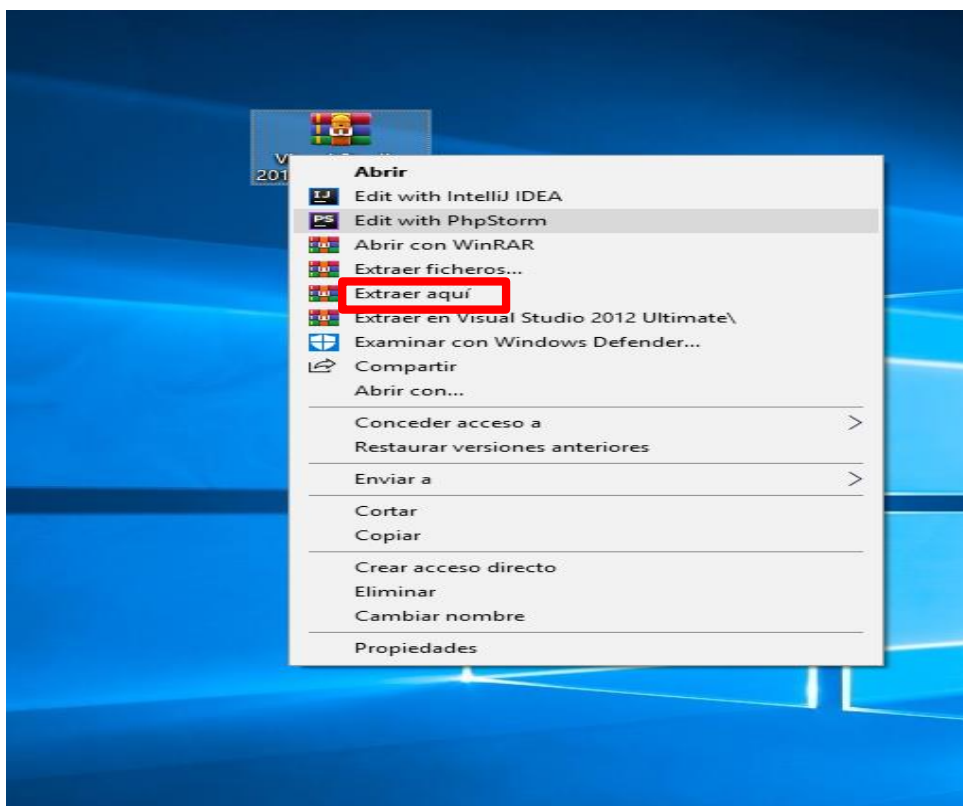 201
Abrir
Edit with IntelliJ IDEA
Edit with PhpStorm
Abrir con WinRAR
Extraer ficheros...
Extraer aquí
Extraer en Visual Studio 2012 Ultimate\
Examinar con Windows Defender...
Compartir
Abrir con...
Conceder acceso a
Restaurar versiones anteriores
Enviar a
Cortar
Copiar
Crear acceso directo
Eliminar
Cambiar nombre
Propiedades